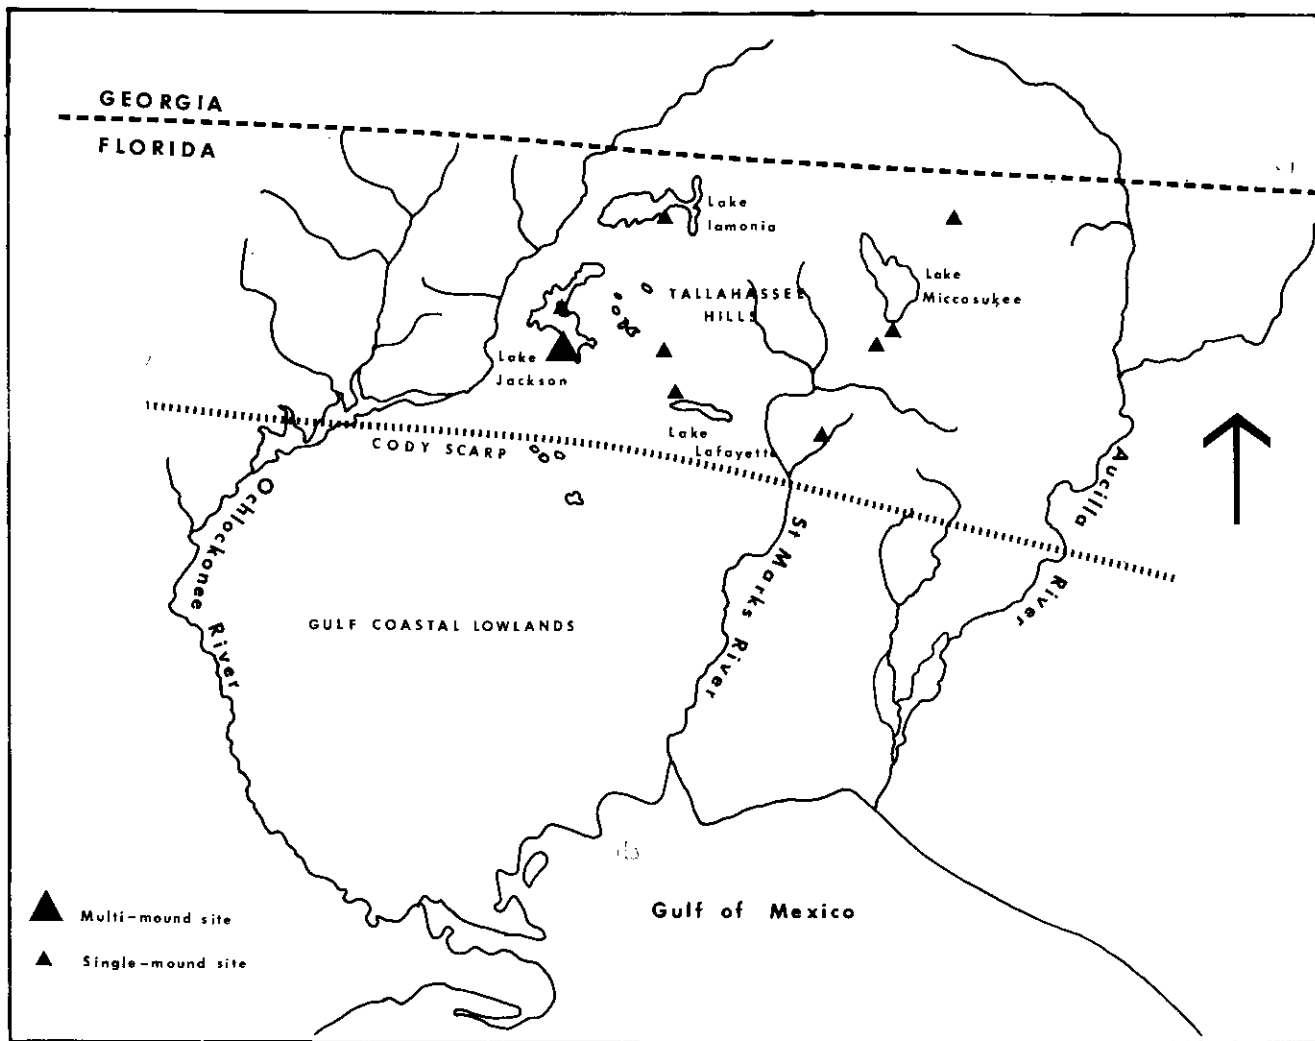 GEORGIA
FLORIDA
Lake
Iamonia
Lake
Miccosukee
TALLAHASSEE
HILLS
Lake
Jackson
Lake
Lafayette
CODY SCARP
Ochlockonee River
St Marks River
Aucilla River
GULF COASTAL LOWLANDS
Gulf of Mexico
Multi-mound site
Single-mound site